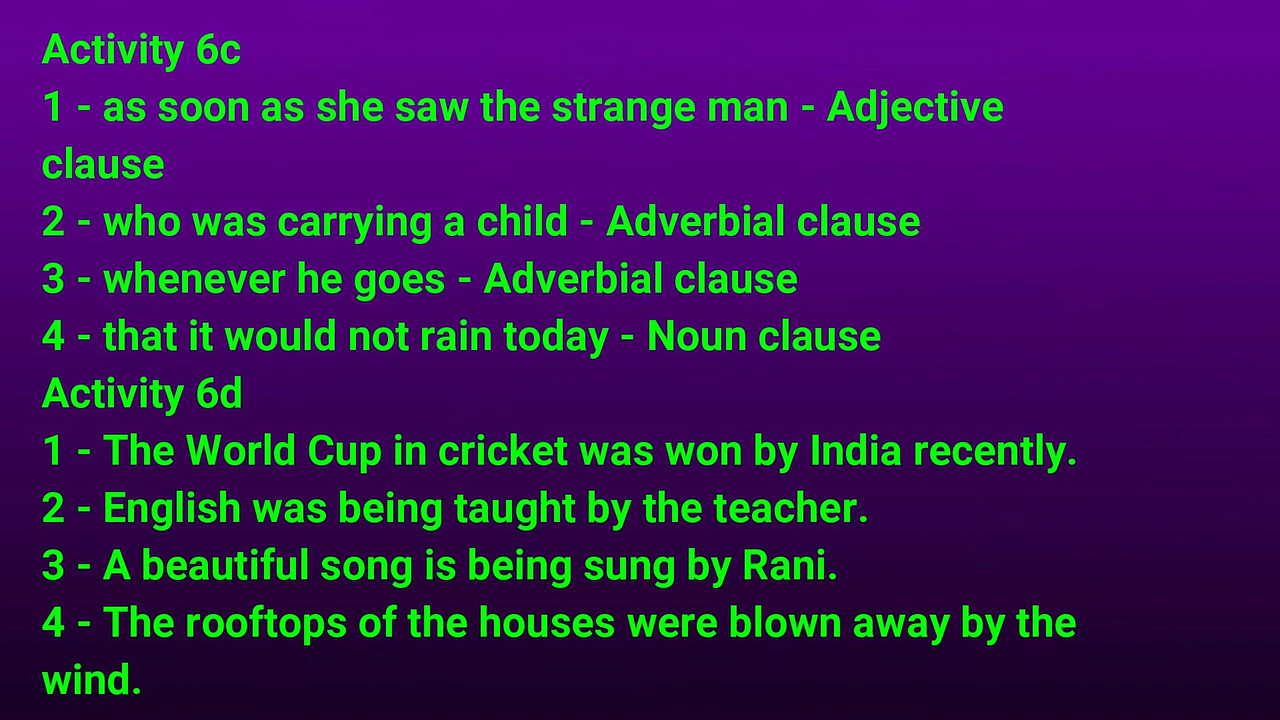 Activity 6c
1 - as soon as she saw the strange man - Adjective
clause
2 - who was carrying a child - Adverbial clause
3 - whenever he goes - Adverbial clause
4 - that it would not rain today - Noun clause
Activity 6d
1 - The World Cup in cricket was won by India recently.
2 - English was being taught by the teacher.
3 - A beautiful song is being sung by Rani.
4 - The rooftops of the houses were blown away by the
wind.